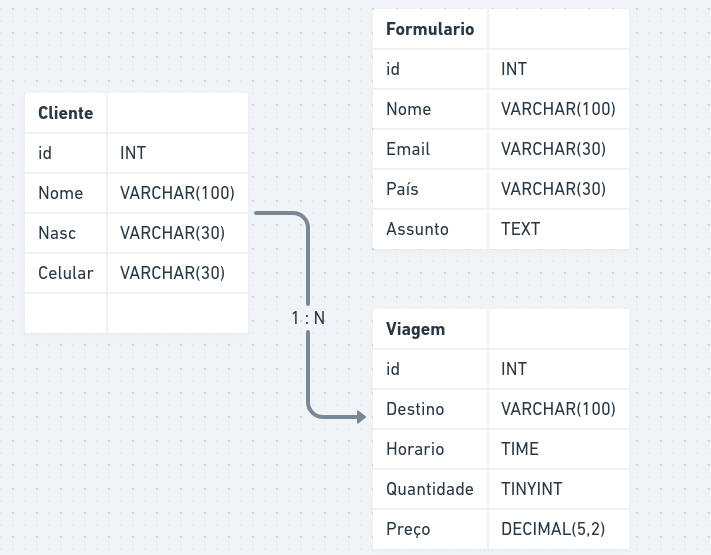 Cliente
id INT
Nome VARCHAR(100)
Nasc VARCHAR(30)
Celular VARCHAR(30)
1 : N
Formulario
id INT
Nome VARCHAR(100)
Email VARCHAR(30)
País VARCHAR(30)
Assunto TEXT
Viagem
id INT
Destino VARCHAR(100)
Horario TIME
Quantidade TINYINT
Preço DECIMAL(5,2)